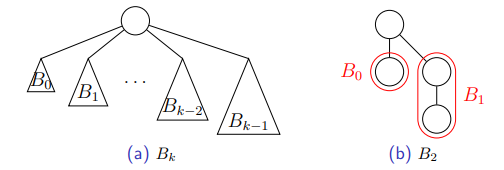 B₀ B₁ ... Bₖ₋₂ Bₖ₋₁
(a) Bₖ
B₀ B₁
(b) B₂